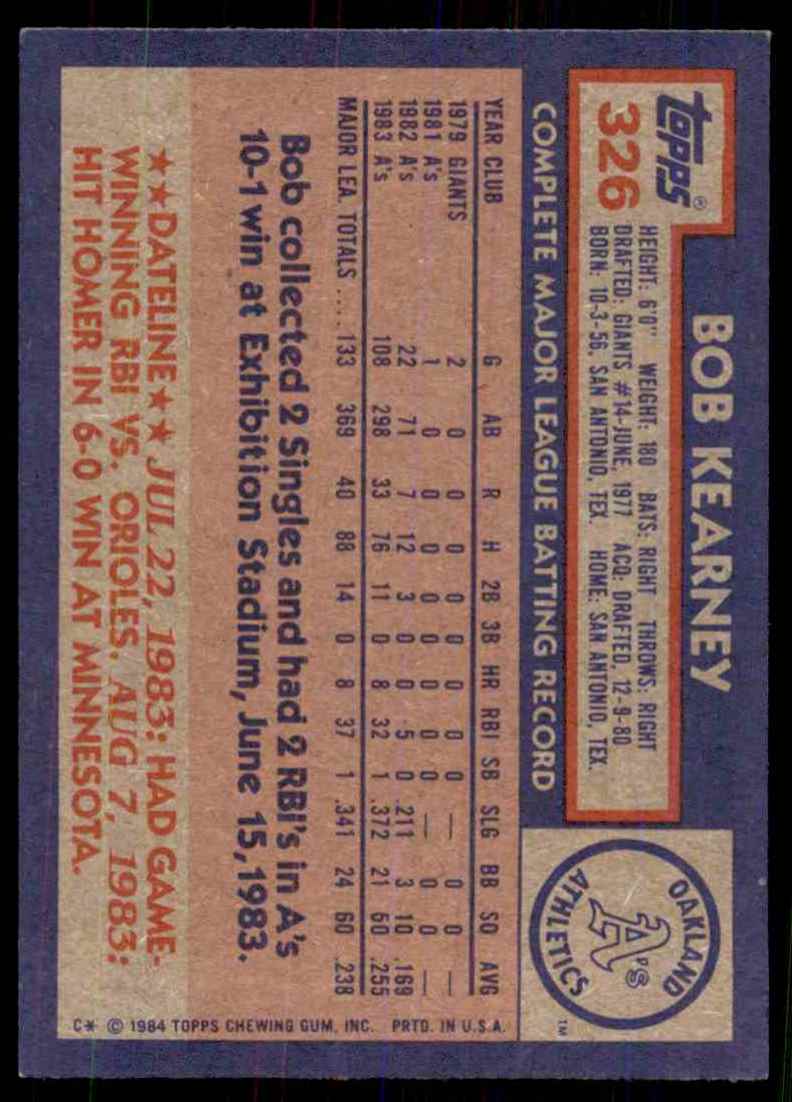 topps®
326
BOB KEARNEY
HEIGHT: 6'0" WEIGHT: 180 BATS: RIGHT THROWS: RIGHT
DRAFTED: GIANTS #14-JUNE, 1977 ACQ: DRAFTED, 12-9-80
BORN: 10-3-56, SAN ANTONIO, TEX. HOME: SAN ANTONIO, TEX.
OAKLAND
A's
ATHLETICS
TM
COMPLETE MAJOR LEAGUE BATTING RECORD
YEAR CLUB G AB R H 2B 3B HR RBI SB SLG BB SO AVG
1979 GIANTS 2 0 0 0 0 0 0 0 0 — 0 0 —
1981 A's 1 0 0 0 0 0 0 0 0 — 0 0 —
1982 A's 22 71 7 12 3 0 0 5 0 .211 3 10 .169
1983 A's 108 298 33 76 11 0 8 32 1 .372 21 60 .255
MAJOR LEA. TOTALS .... 133 369 40 88 14 0 8 37 1 .341 24 60 .238
Bob collected 2 Singles and had 2 RBI's in A's
10-1 win at Exhibition Stadium, June 15, 1983.
★★DATELINE★★ JUL 22, 1983: HAD GAME-
WINNING RBI VS. ORIOLES. AUG 7, 1983:
HIT HOMER IN 6-0 WIN AT MINNESOTA.
C* © 1984 TOPPS CHEWING GUM, INC. PRTD. IN U.S.A.